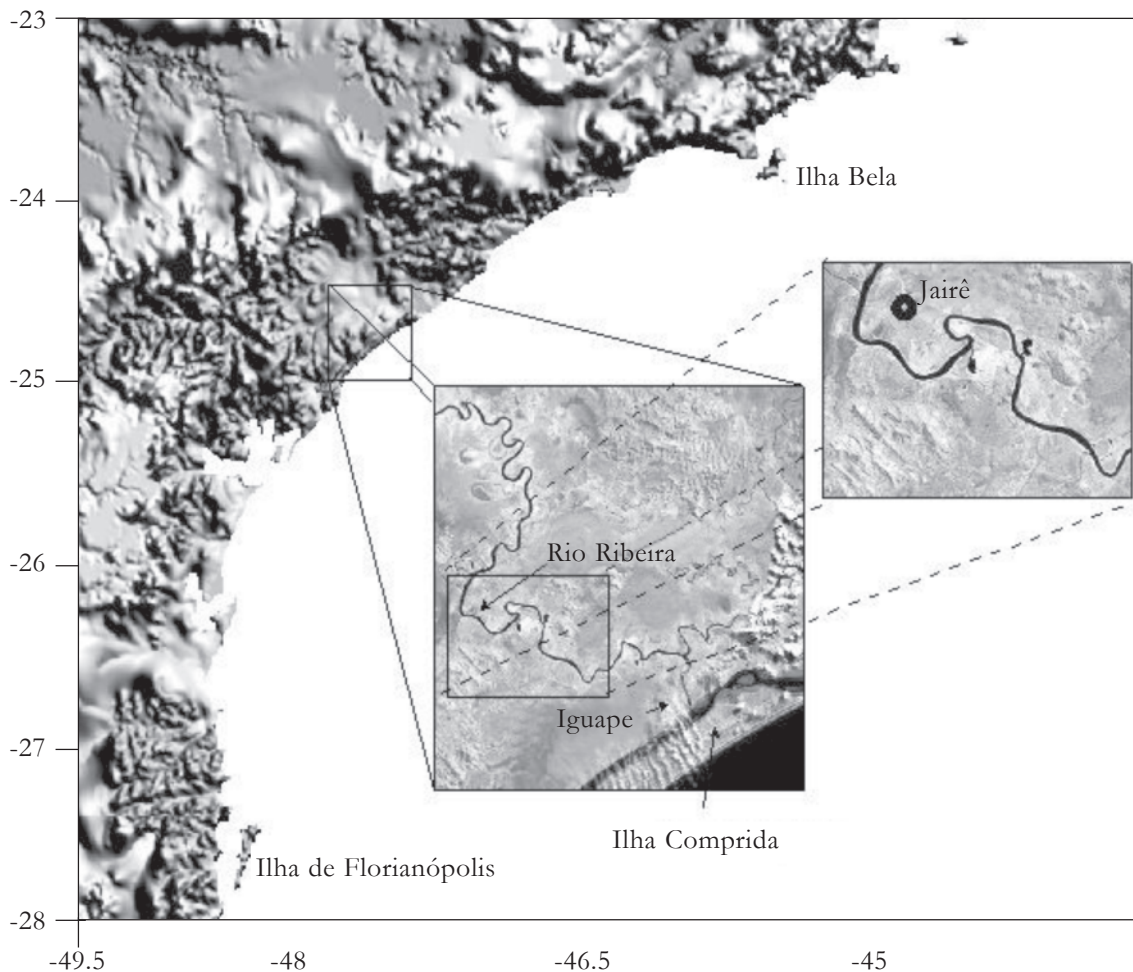 -23
Ilha Bela
-24
Jairê
-25
Rio Ribeira
-26
Iguape
-27
Ilha Comprida
Ilha de Florianópolis
-28
-49.5
-48
-46.5
-45